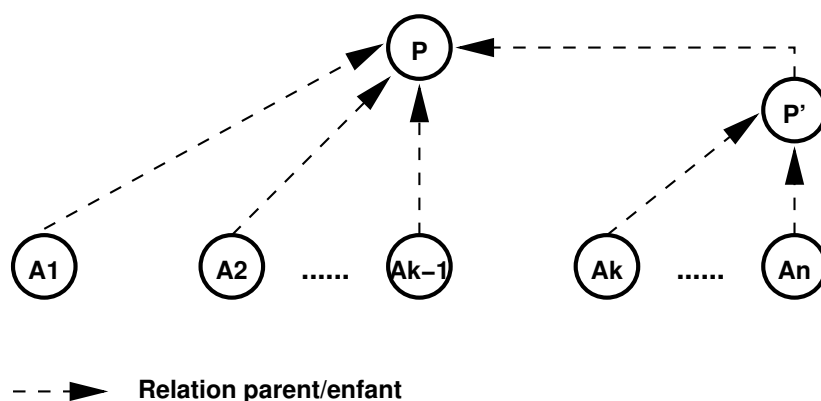 P
P'
A1 A2 ...... Ak−1 Ak ...... An
Relation parent/enfant